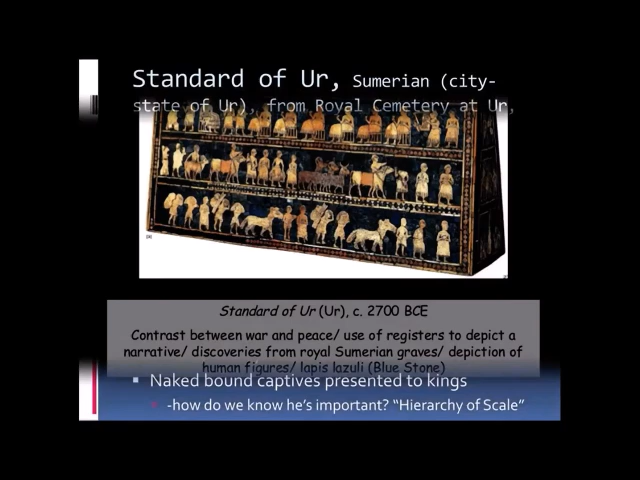 Standard of Ur, Sumerian (city-
state of Ur), from Royal Cemetery at Ur,
Standard of Ur (Ur), c. 2700 BCE
Contrast between war and peace/ use of registers to depict a
narrative/ discoveries from royal Sumerian graves/ depiction of
human figures/ lapis lazuli (Blue Stone)
Naked bound captives presented to kings
-how do we know he's important? “Hierarchy of Scale”